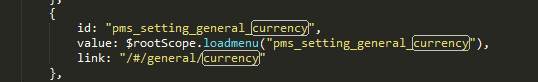 },
{
id: "pms_setting_general_currency",
value: $rootScope.loadmenu("pms_setting_general_currency"),
link: "/#/general/currency"
},